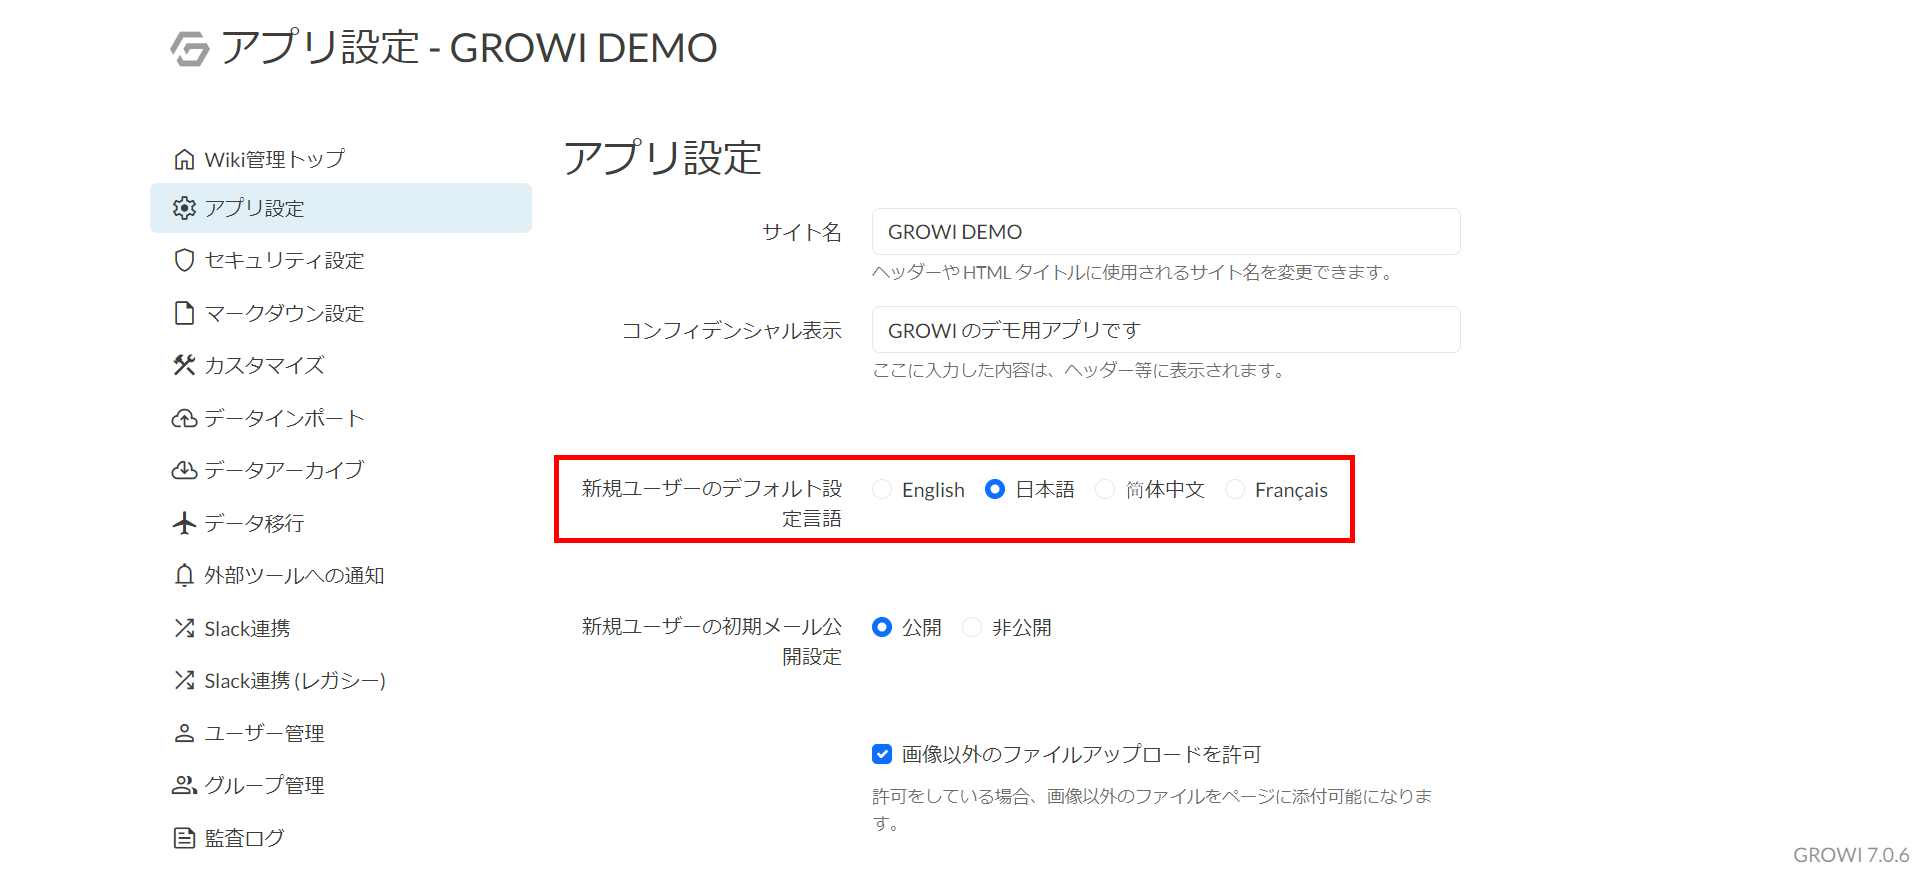 アプリ設定 - GROWI DEMO
Wiki管理トップ
アプリ設定
セキュリティ設定
マークダウン設定
カスタマイズ
データインポート
データアーカイブ
データ移行
外部ツールへの通知
Slack連携
Slack連携 (レガシー)
ユーザー管理
グループ管理
監査ログ
アプリ設定
サイト名
GROWI DEMO
ヘッダーや HTML タイトルに使用されるサイト名を変更できます。
コンフィデンシャル表示
GROWI のデモ用アプリです
ここに入力した内容は、ヘッダー等に表示されます。
新規ユーザーのデフォルト設
定言語
English 日本語 简体中文 Français
新規ユーザーの初期メール公
開設定
公開 非公開
画像以外のファイルアップロードを許可
許可をしている場合、画像以外のファイルをページに添付可能になりま
す。
GROWI 7.0.6